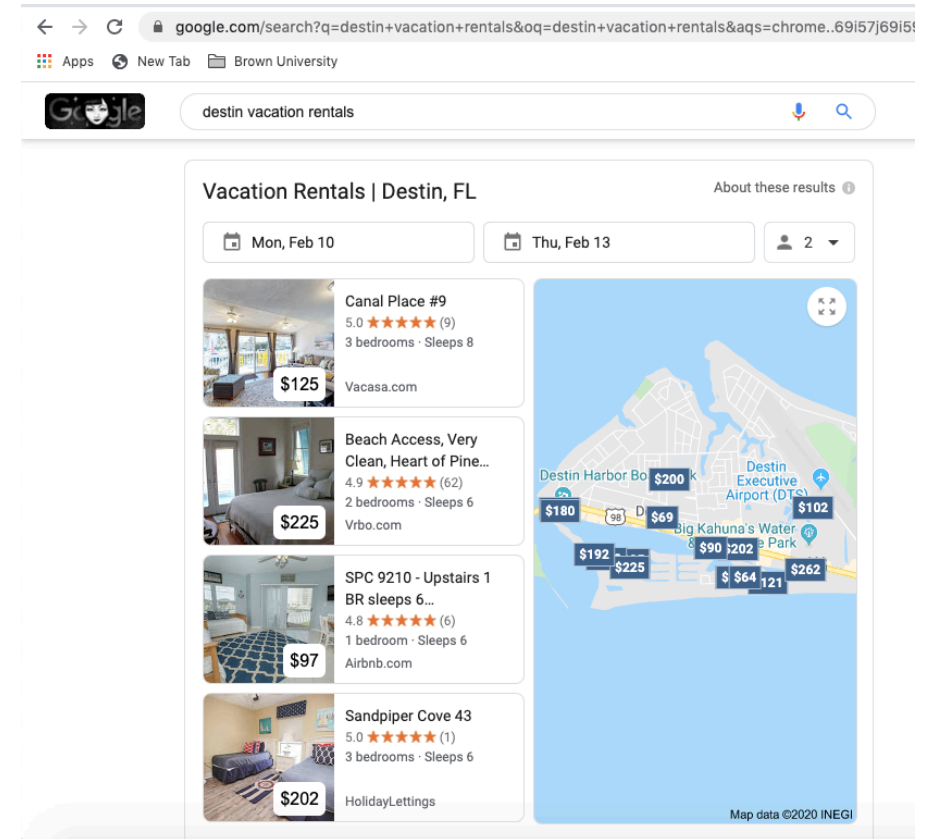 google.com/search?q=destin+vacation+rentals&oq=destin+vacation+rentals&aqs=chrome..69i57j69i59
Apps New Tab Brown University
Google destin vacation rentals
Vacation Rentals | Destin, FL
About these results
Mon, Feb 10
Thu, Feb 13
2
Canal Place #9
5.0 (9)
3 bedrooms · Sleeps 8
$125
Vacasa.com
Beach Access, Very
Clean, Heart of Pine...
4.9 (62)
2 bedrooms · Sleeps 6
$225
Vrbo.com
SPC 9210 - Upstairs 1
BR sleeps 6...
4.8 (6)
1 bedroom · Sleeps 6
$97
Airbnb.com
Sandpiper Cove 43
5.0 (1)
3 bedrooms · Sleeps 6
$202
HolidayLettings
Destin Harbor Bo
$200
k
Destin
Executive
Airport (DTS)
$180
98
D
$69
$102
Big Kahuna's Water
& Park
$192
$225
$90
$202
$
$64
121
$262
Map data ©2020 INEGI